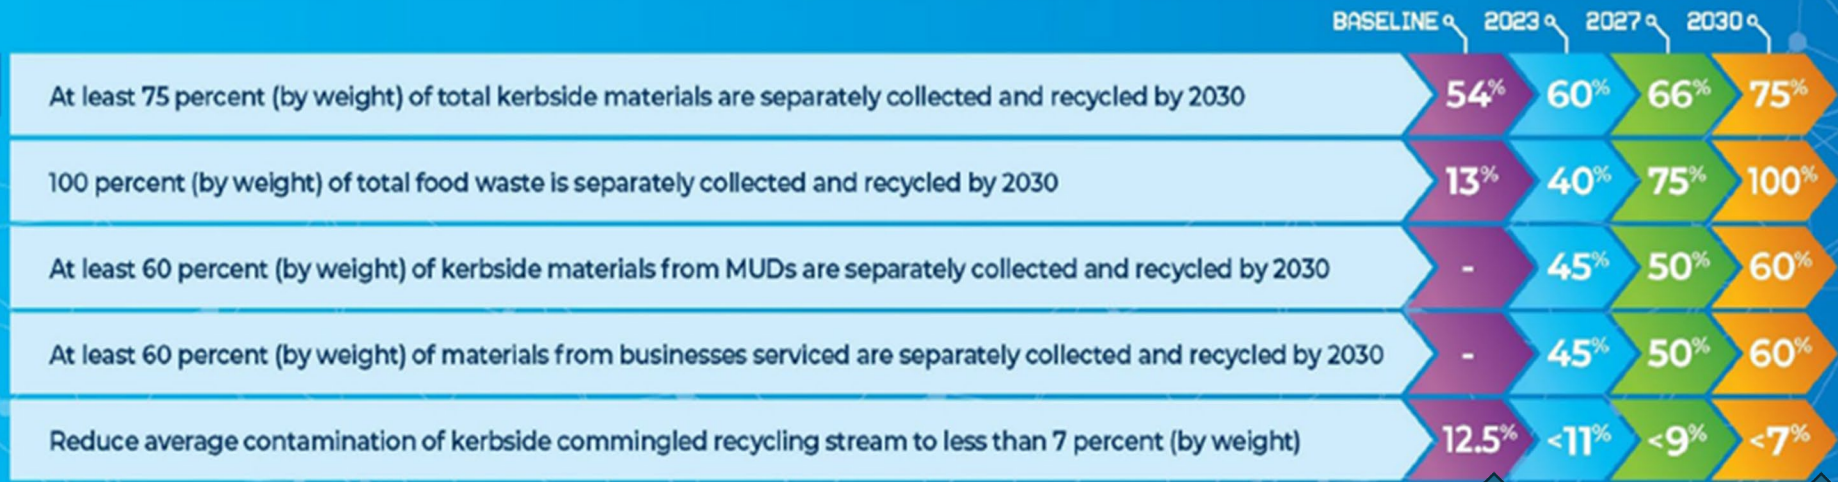 BASELINE 2023 2027 2030
At least 75 percent (by weight) of total kerbside materials are separately collected and recycled by 2030 54% 60% 66% 75%
100 percent (by weight) of total food waste is separately collected and recycled by 2030 13% 40% 75% 100%
At least 60 percent (by weight) of kerbside materials from MUDs are separately collected and recycled by 2030 - 45% 50% 60%
At least 60 percent (by weight) of materials from businesses serviced are separately collected and recycled by 2030 - 45% 50% 60%
Reduce average contamination of kerbside commingled recycling stream to less than 7 percent (by weight) 12.5% <11% <9% <7%